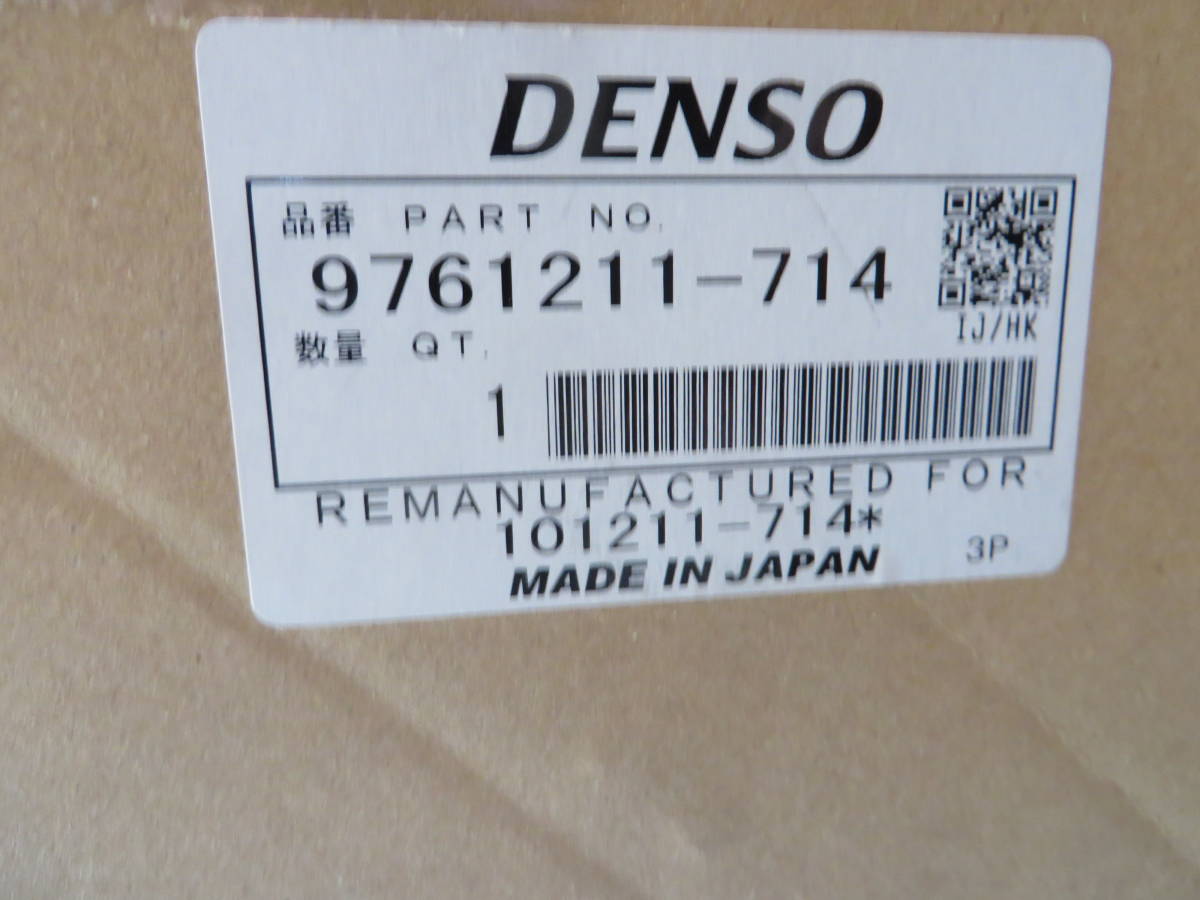 DENSO
品番 PART NO.
9761211-714
IJ/HK
数量 QT.
1
REMANUFACTURED FOR
101211-714*
MADE IN JAPAN
3P